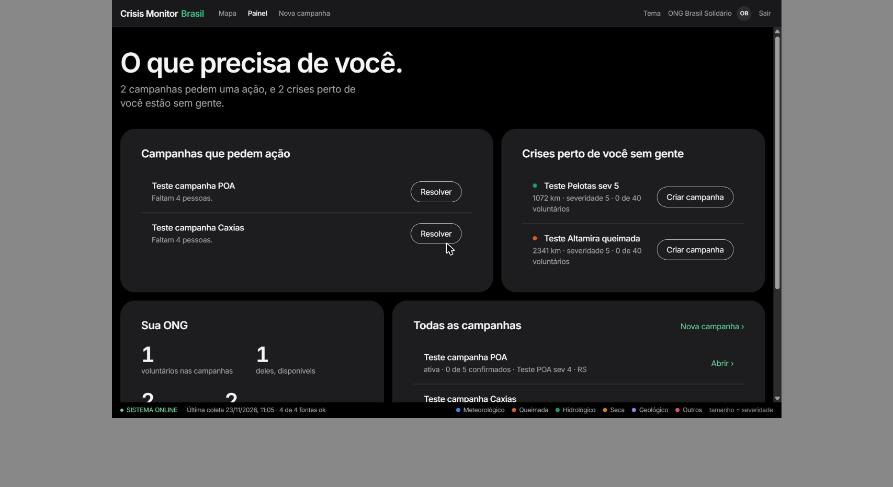 Crisis Monitor Brasil Mapa Painel Nova campanha Tema ONG Brasil Solidário OB Sair
O que precisa de você.
2 campanhas pedem uma ação, e 2 crises perto de
você estão sem gente.
Campanhas que pedem ação
Teste campanha POA
Faltam 4 pessoas.
Resolver
Teste campanha Caxias
Faltam 4 pessoas.
Resolver
Crises perto de você sem gente
Teste Pelotas sev 5
1072 km · severidade 5 · 0 de 40
voluntários
Criar campanha
Teste Altamira queimada
2341 km · severidade 5 · 0 de 40
voluntários
Criar campanha
Sua ONG
1 1
voluntários nas campanhas deles, disponíveis
2 2
Todas as campanhas
Nova campanha ›
Teste campanha POA
ativa · 0 de 5 confirmados · Teste POA sev 4 · RS
Abrir ›
Teste campanha Caxias
SISTEMA ONLINE Última coleta 23/11/2026, 11:05 · 4 de 4 fontes ok Meteorológico Queimada Hidrológico Seca Geológico Outros tamanho = severidade